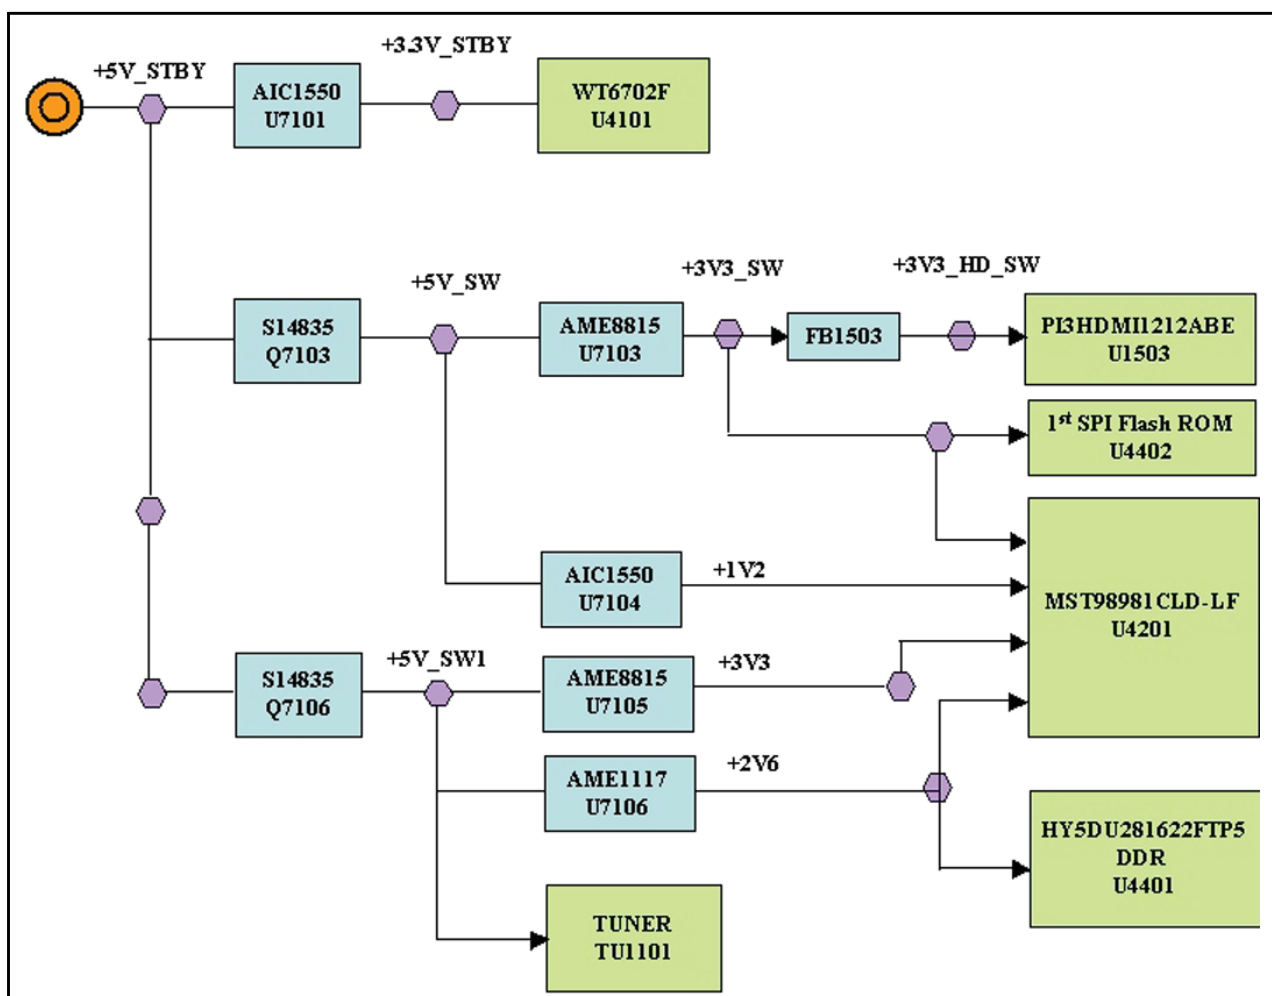 +5V_STBY
AIC1550
U7101
+3.3V_STBY
WT6702F
U4101
S14835
Q7103
+5V_SW
AME8815
U7103
+3V3_SW
FB1503
+3V3_HD_SW
PI3HDMI1212ABE
U1503
1st SPI Flash ROM
U4402
AIC1550
U7104
+1V2
MST98981CLD-LF
U4201
S14835
Q7106
+5V_SW1
AME8815
U7105
+3V3
AME1117
U7106
+2V6
HY5DU281622FTP5
DDR
U4401
TUNER
TU1101